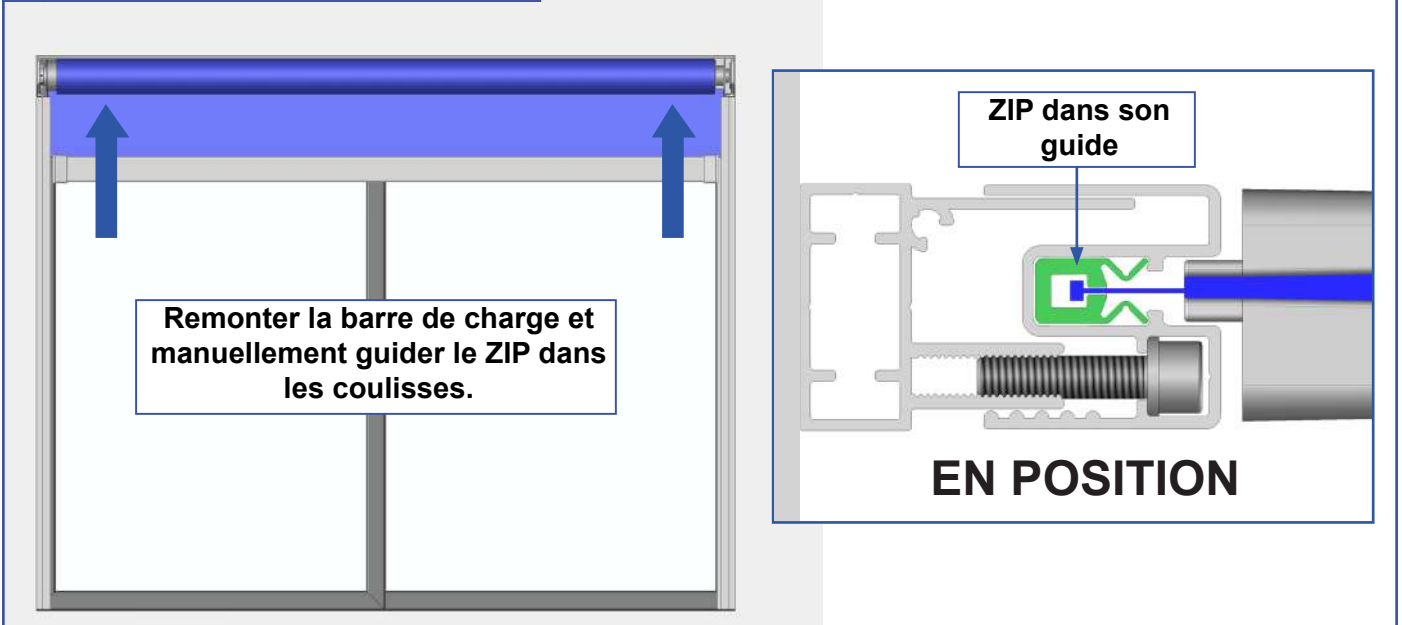 ZIP dans son
guide
Remonter la barre de charge et
manuellement guider le ZIP dans
les coulisses.
EN POSITION